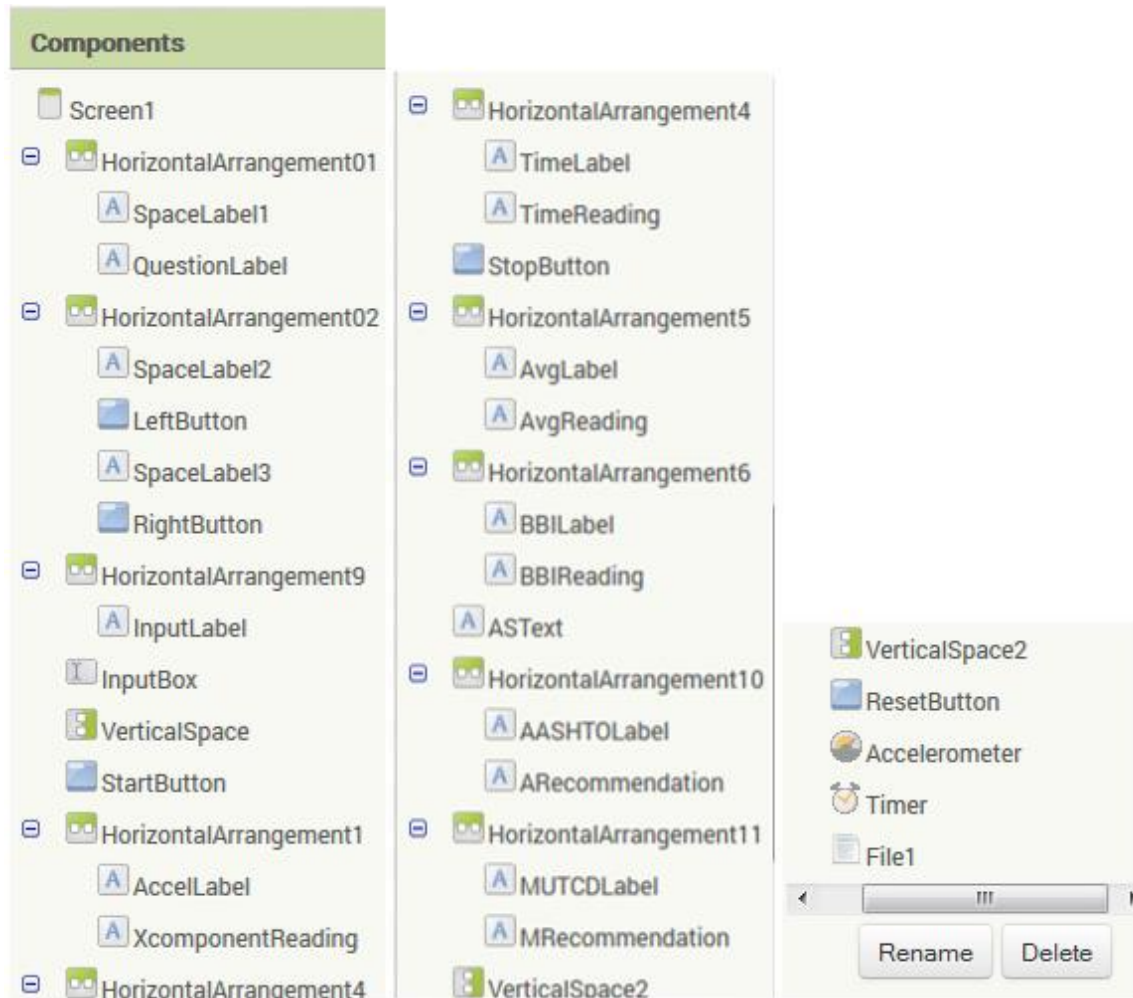 Components
Screen1
HorizontalArrangement01
SpaceLabel1
QuestionLabel
HorizontalArrangement02
SpaceLabel2
LeftButton
SpaceLabel3
RightButton
HorizontalArrangement9
InputLabel
InputBox
VerticalSpace
StartButton
HorizontalArrangement1
AccelLabel
XcomponentReading
HorizontalArrangement4
HorizontalArrangement4
TimeLabel
TimeReading
StopButton
HorizontalArrangement5
AvgLabel
AvgReading
HorizontalArrangement6
BBILabel
BBIReading
ASText
HorizontalArrangement10
AASHTOLabel
ARecommendation
HorizontalArrangement11
MUTCDLabel
MRecommendation
VerticalSpace2
VerticalSpace2
ResetButton
Accelerometer
Timer
File1
Rename Delete